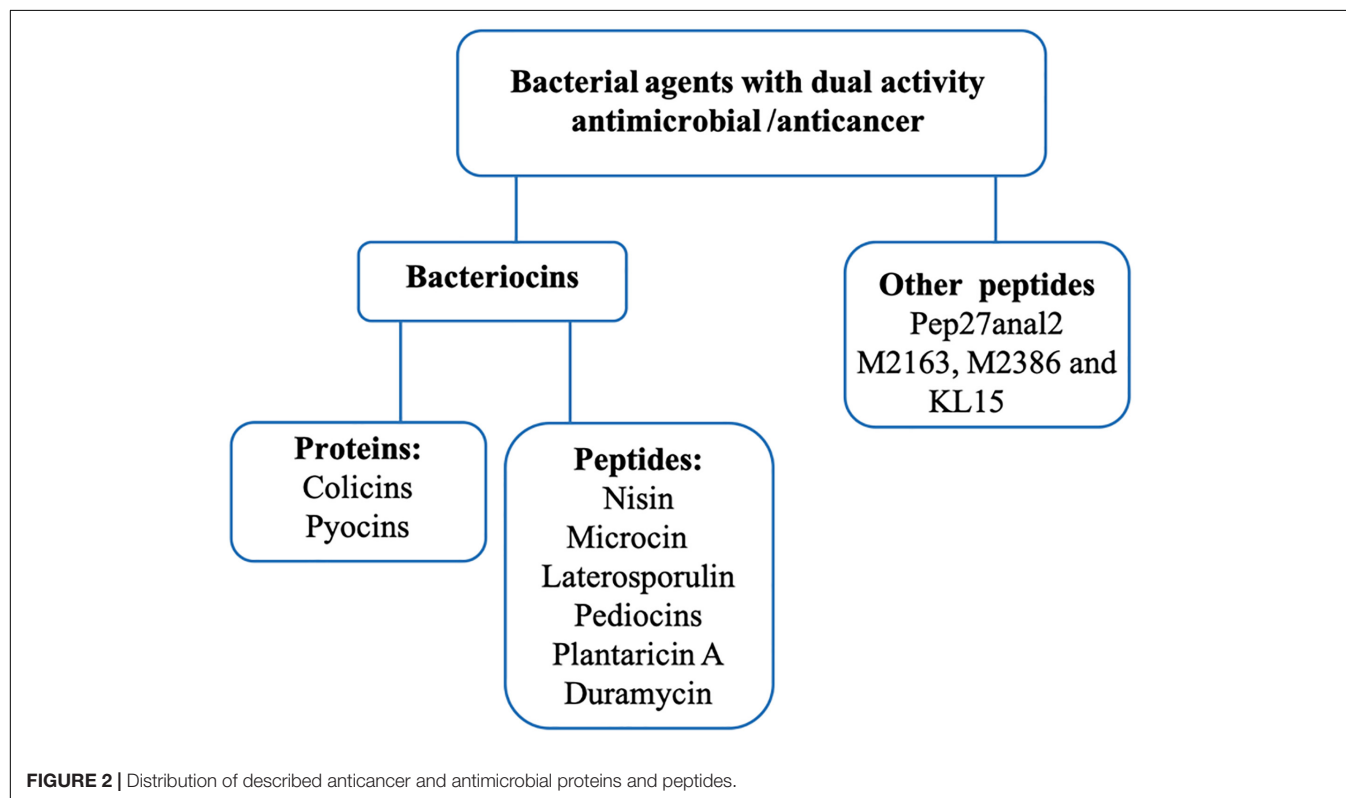 Bacterial agents with dual activity
antimicrobial /anticancer
Bacteriocins
Other peptides
Pep27anal2
M2163, M2386 and
KL15
Proteins:
Colicins
Pyocins
Peptides:
Nisin
Microcin
Laterosporulin
Pediocins
Plantaricin A
Duramycin
FIGURE 2 | Distribution of described anticancer and antimicrobial proteins and peptides.